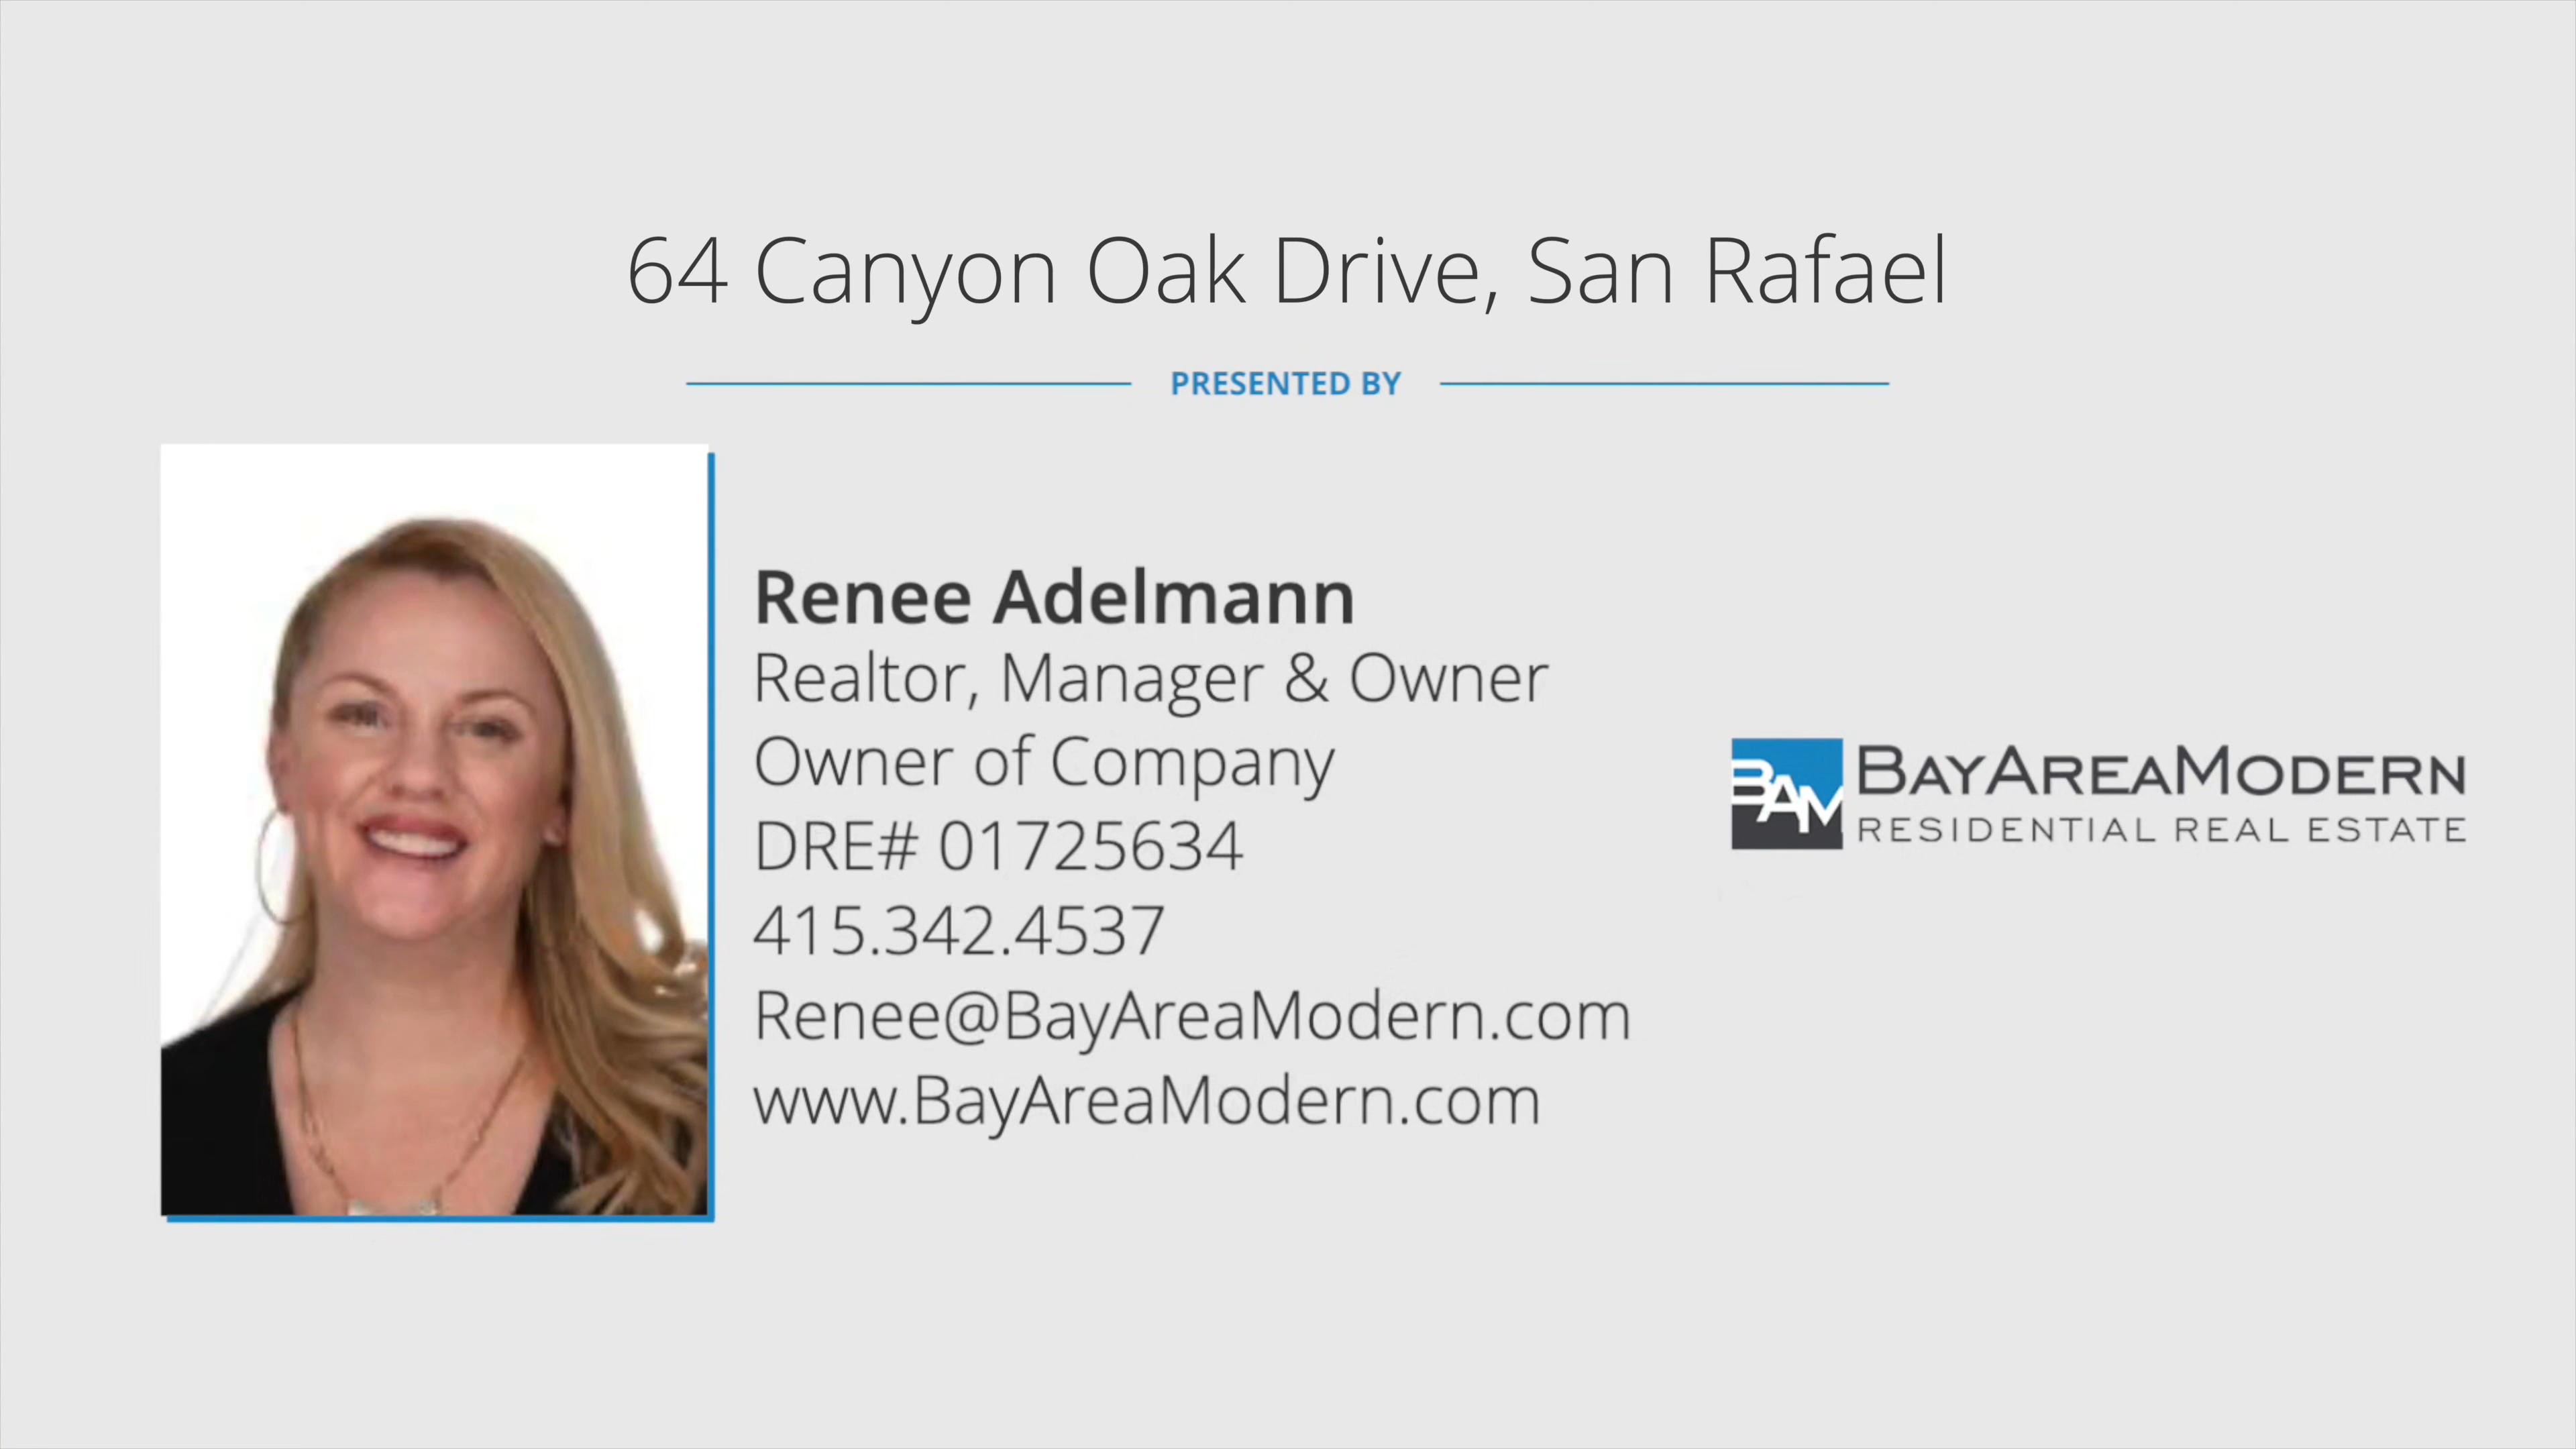 64 Canyon Oak Drive, San Rafael
PRESENTED BY
Renee Adelmann
Realtor, Manager & Owner
Owner of Company
DRE# 01725634
415.342.4537
Renee@BayAreaModern.com
www.BayAreaModern.com
BAM
BAYAREAMODERN
RESIDENTIAL REAL ESTATE